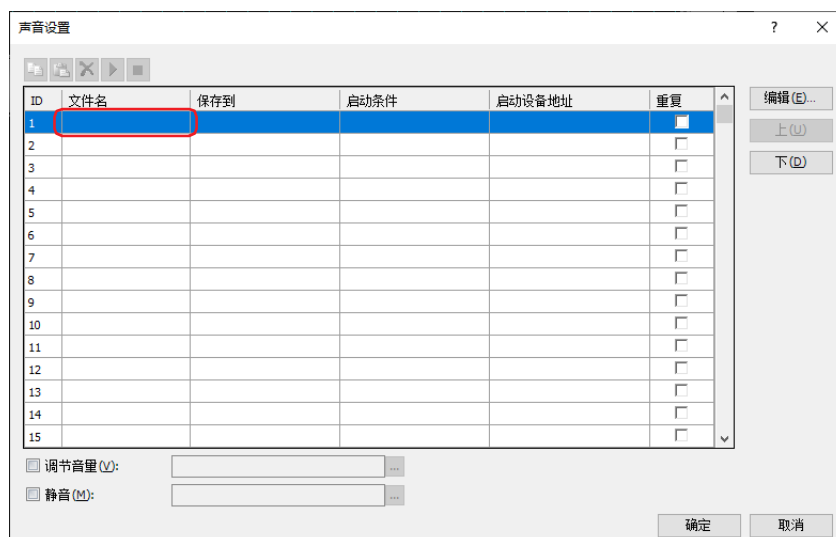 声音设置
ID 文件名 保存到 启动条件 启动设备地址 重复
1
2
3
4
5
6
7
8
9
10
11
12
13
14
15
编辑(E)...
上(U)
下(D)
调节音量(V): ...
静音(M): ...
确定 取消